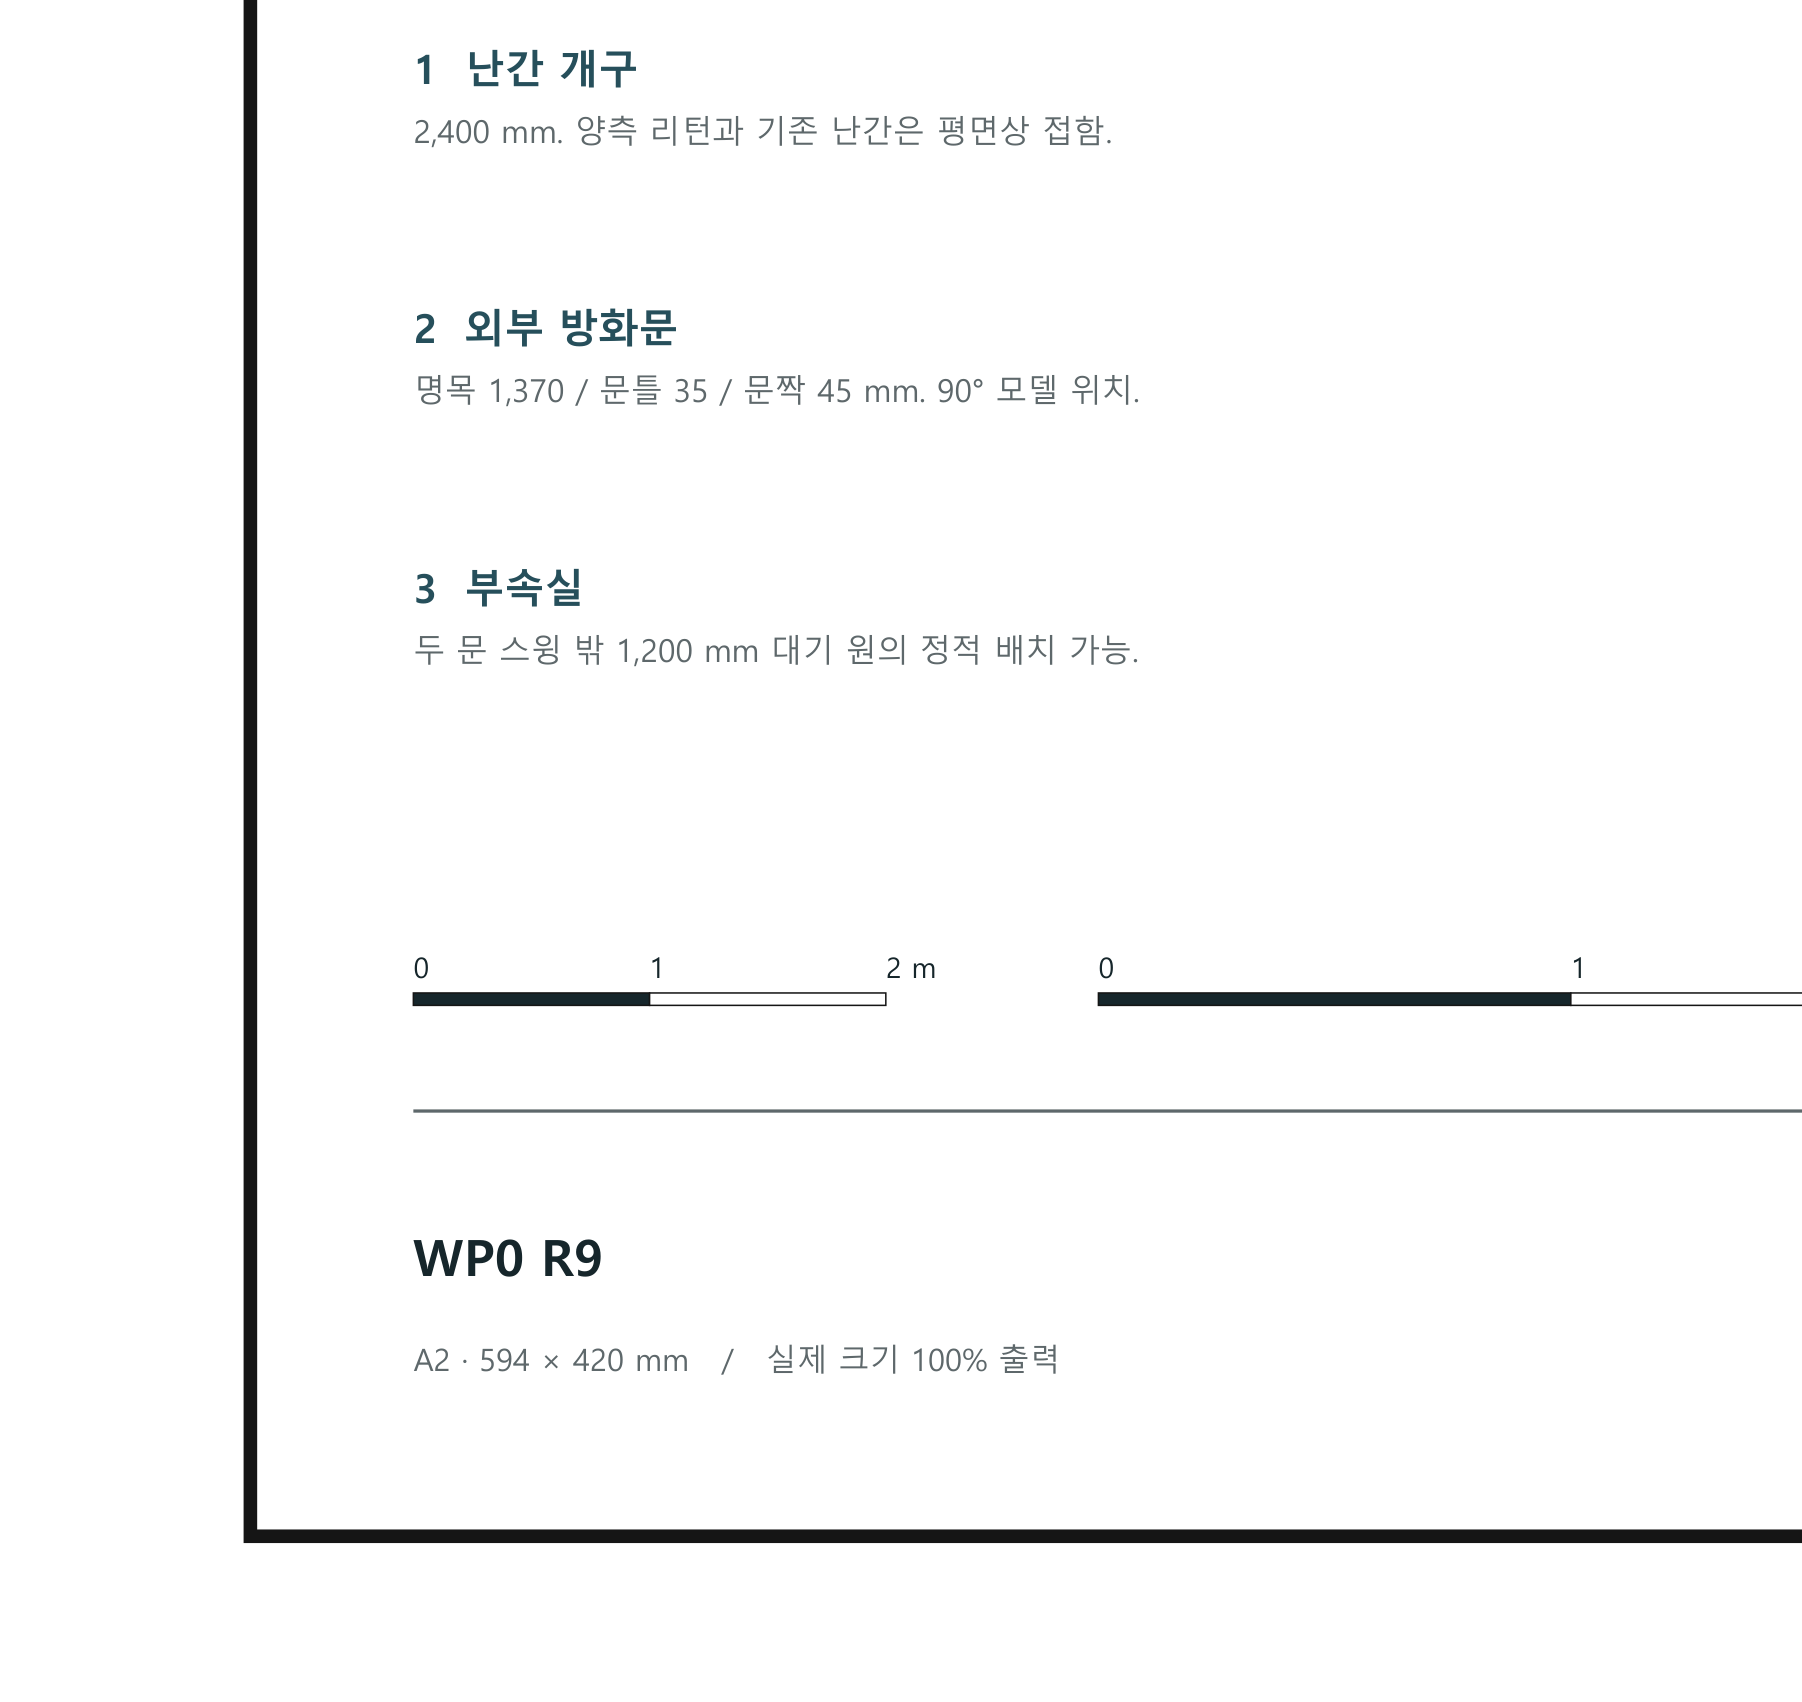 1 난간 개구
2,400 mm. 양측 리턴과 기존 난간은 평면상 접함.
2 외부 방화문
명목 1,370 / 문틀 35 / 문짝 45 mm. 90° 모델 위치.
3 부속실
두 문 스윙 밖 1,200 mm 대기 원의 정적 배치 가능.
0 1 2 m 0 1
WP0 R9
A2 · 594 × 420 mm / 실제 크기 100% 출력